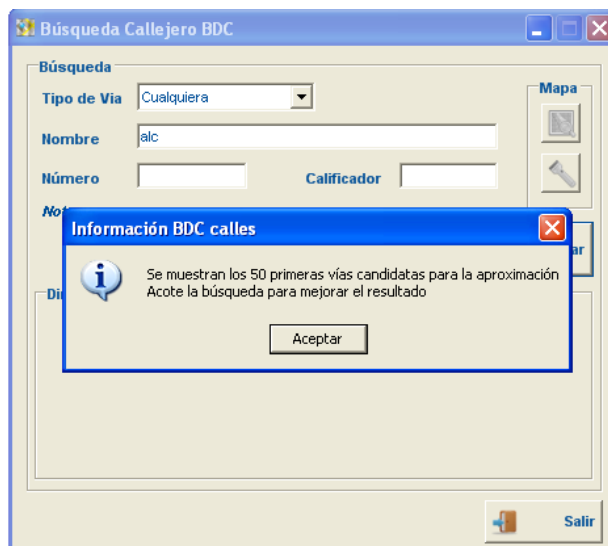 Búsqueda Callejero BDC
Búsqueda
Tipo de Via Cualquiera
Mapa
Nombre alc
Número Calificador
Información BDC calles
Se muestran los 50 primeras vías candidatas para la aproximación
Acote la búsqueda para mejorar el resultado
Aceptar
Salir